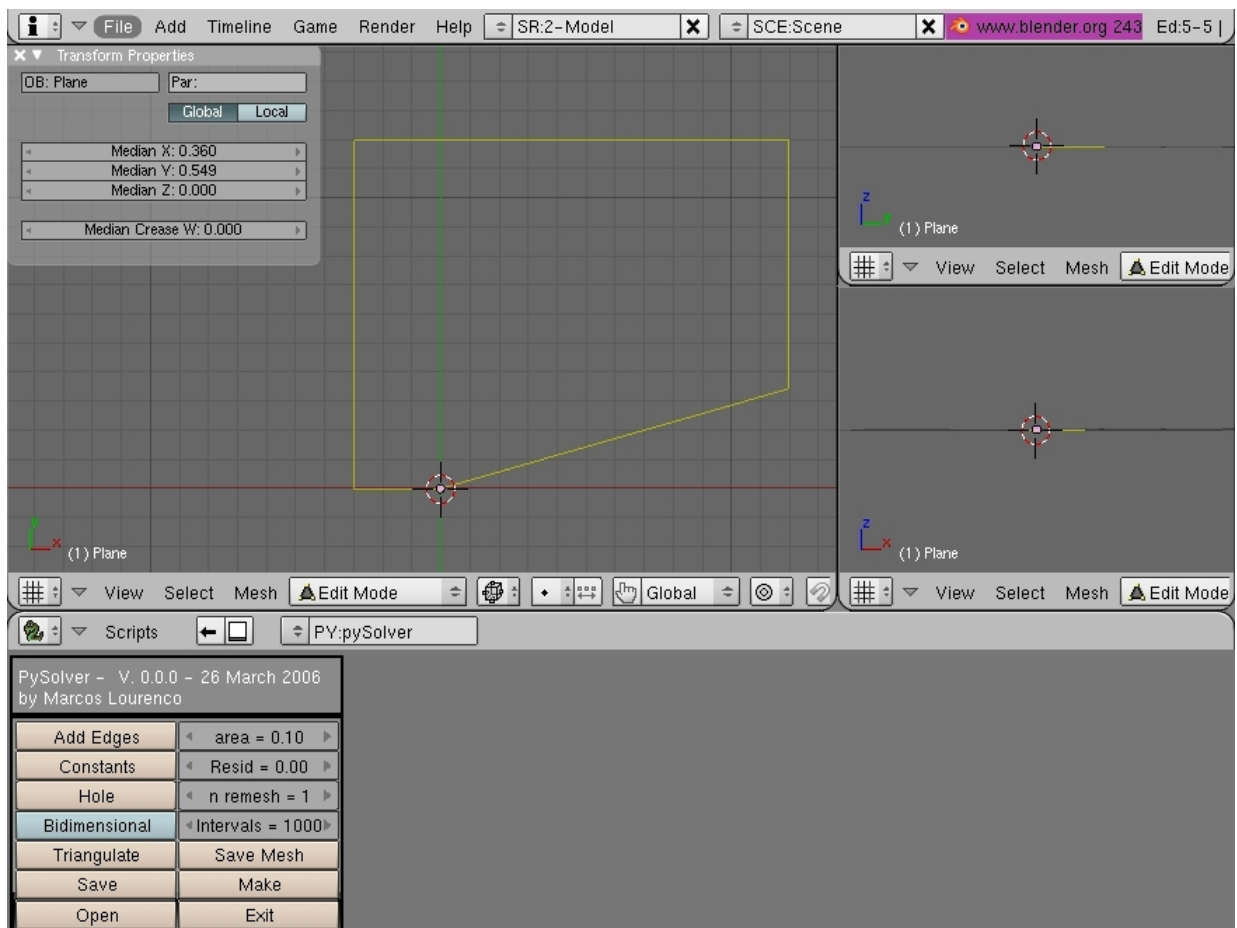 File Add Timeline Game Render Help SR:2-Model SCE:Scene www.blender.org 243 Ed:5-5 |
Transform Properties
OB: Plane Par:
Global Local
Median X: 0.360
Median Y: 0.549
Median Z: 0.000
Median Crease W: 0.000
y
x
(1) Plane
z
(1) Plane
View Select Mesh Edit Mode
z
x
(1) Plane
View Select Mesh Edit Mode Global
View Select Mesh Edit Mode
Scripts PY:pySolver
PySolver - V. 0.0.0 - 26 March 2006
by Marcos Lourenco
Add Edges area = 0.10
Constants Resid = 0.00
Hole n remesh = 1
Bidimensional Intervals = 1000
Triangulate Save Mesh
Save Make
Open Exit